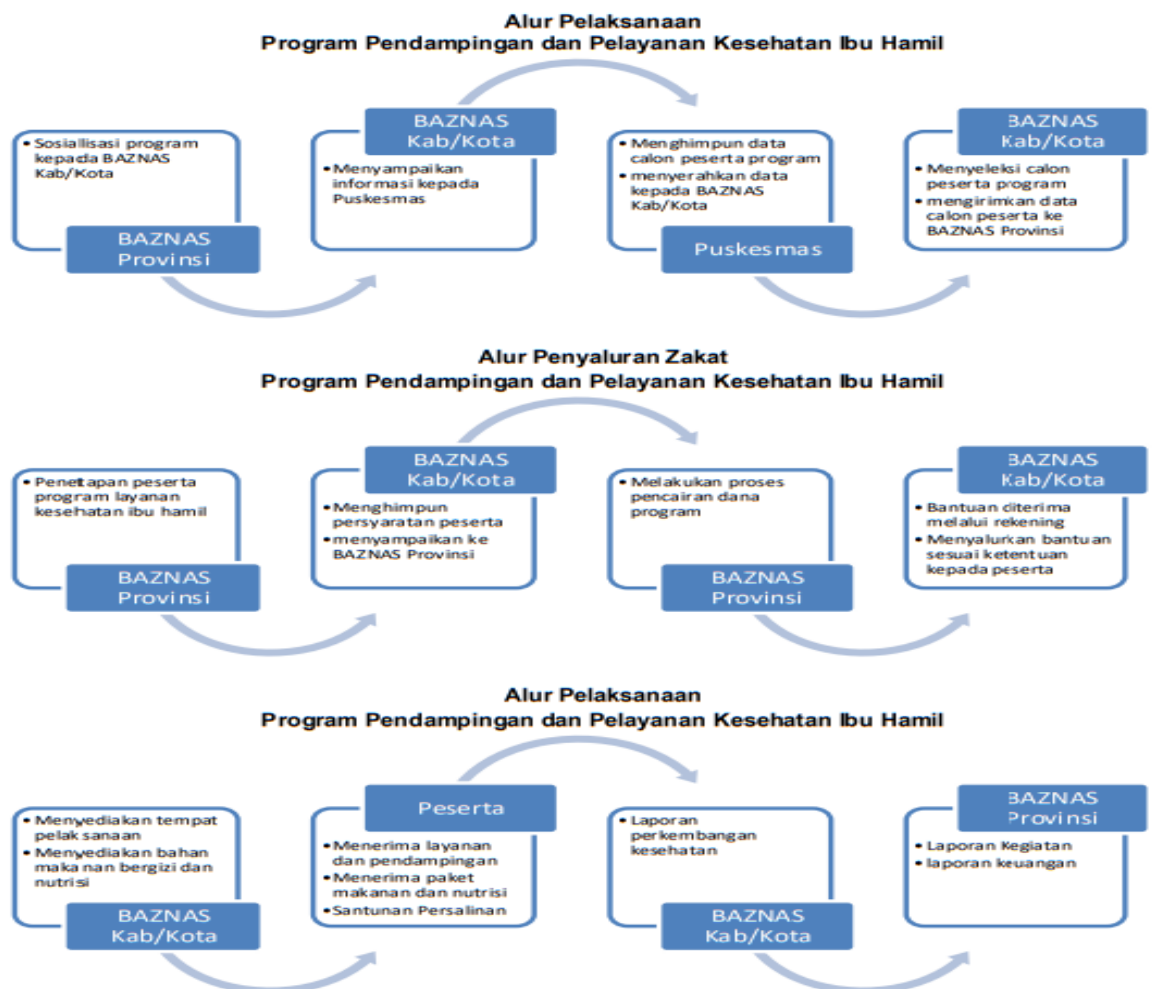 Alur Pelaksanaan
Program Pendampingan dan Pelayanan Kesehatan Ibu Hamil
• Sosiallisasi program
kepada BAZNAS
Kab/Kota
BAZNAS
Provinsi
BAZNAS
Kab/Kota
• Menyampaikan
informasi kepada
Puskesmas
• Menghimpun data
calon peserta program
• menyerahkan data
kepada BAZNAS
Kab/Kota
Puskesmas
BAZNAS
Kab/Kota
• Menyeleksi calon
peserta program
• mengirimkan data
calon peserta ke
BAZNAS Provinsi
Alur Penyaluran Zakat
Program Pendampingan dan Pelayanan Kesehatan Ibu Hamil
• Penetapan peserta
program layanan
kesehatan ibu hamil
BAZNAS
Provinsi
BAZNAS
Kab/Kota
• Menghimpun
persyaratan peserta
• menyampaikan ke
BAZNAS Provinsi
• Melakukan proses
pencairan dana
program
BAZNAS
Provinsi
BAZNAS
Kab/Kota
• Bantuan diterima
melalui rekening
• Menyalurkan bantuan
sesuai ketentuan
kepada peserta
Alur Pelaksanaan
Program Pendampingan dan Pelayanan Kesehatan Ibu Hamil
• Menyediakan tempat
pelaksanaan
• Menyediakan bahan
makanan bergizi dan
nutrisi
BAZNAS
Kab/Kota
Peserta
• Menerima layanan
dan pendampingan
• Menerima paket
makanan dan nutrisi
• Santunan Persalinan
• Laporan
perkembangan
kesehatan
BAZNAS
Kab/Kota
BAZNAS
Provinsi
• Laporan Kegiatan
• laporan keuangan